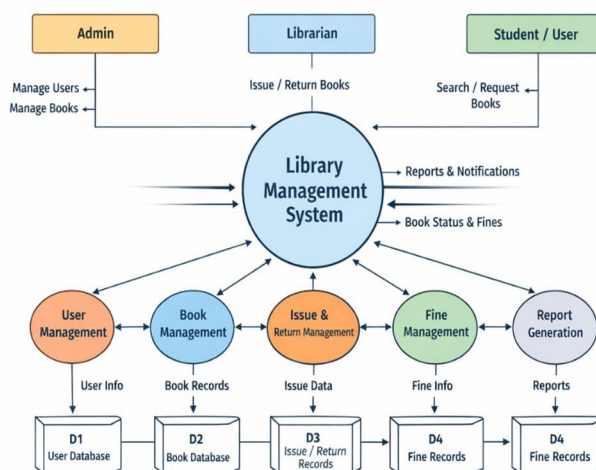 Admin
Librarian
Student / User
Manage Users
Manage Books
Issue / Return Books
Search / Request
Books
Library
Management
System
Reports & Notifications
Book Status & Fines
User
Management
Book
Management
Issue &
Return Management
Fine
Management
Report
Generation
User Info
Book Records
Issue Data
Fine Info
Reports
D1
User Database
D2
Book Database
D3
Issue / Return
Records
D4
Fine Records
D4
Fine Records